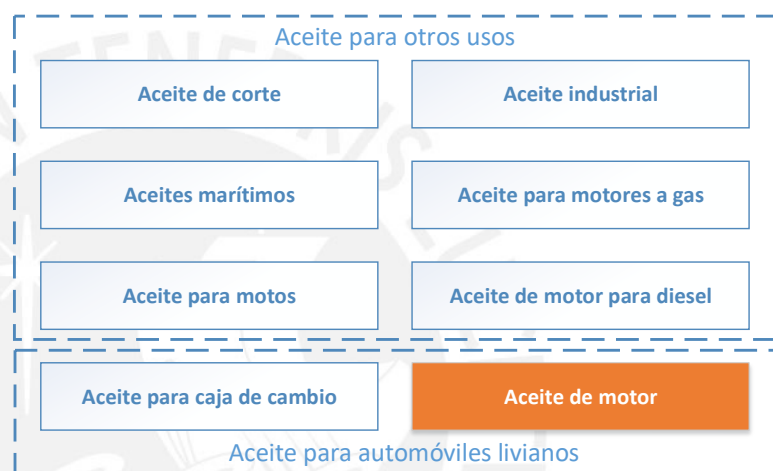 Aceite para otros usos
Aceite de corte
Aceite industrial
Aceites marítimos
Aceite para motores a gas
Aceite para motos
Aceite de motor para diesel
Aceite para caja de cambio
Aceite de motor
Aceite para automóviles livianos